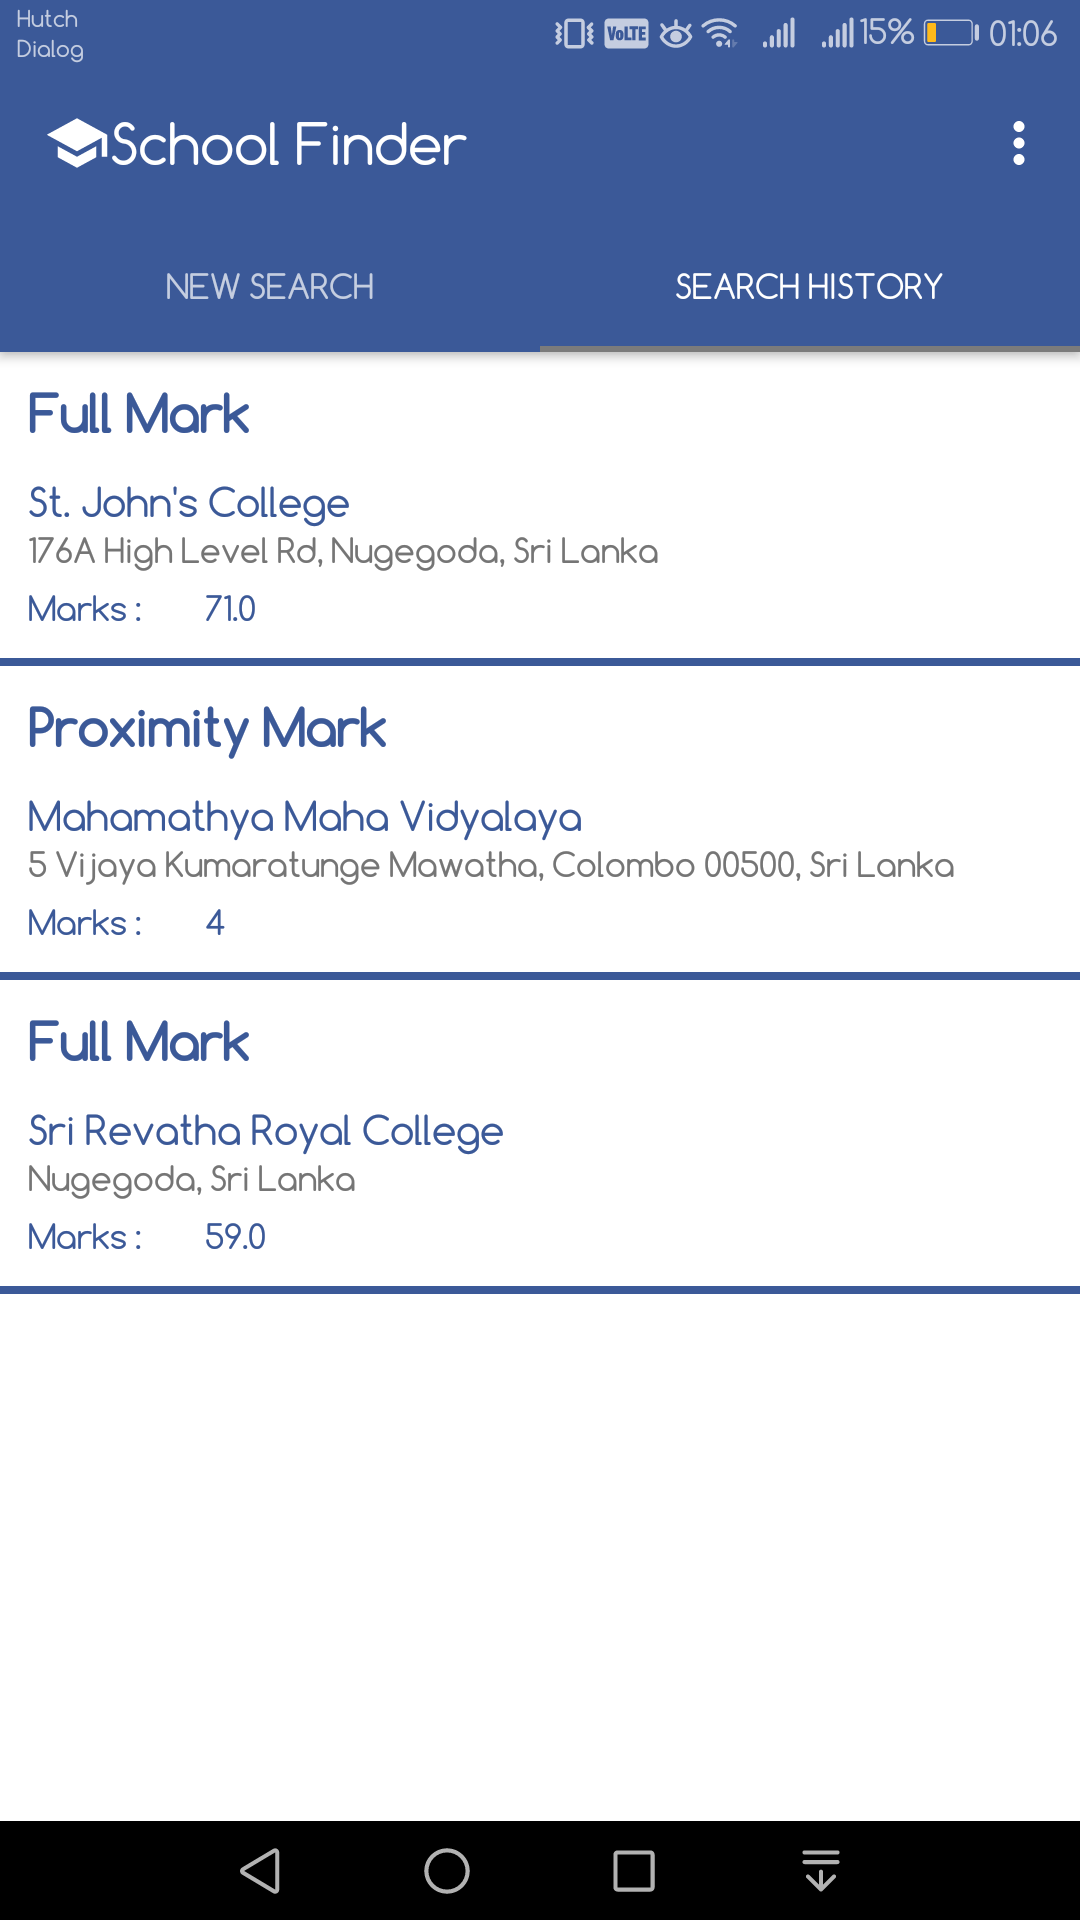 Hutch
Dialog
VoLTE 15% 01:06
School Finder
NEW SEARCH SEARCH HISTORY
Full Mark
St. John's College
176A High Level Rd, Nugegoda, Sri Lanka
Marks : 71.0
Proximity Mark
Mahamathya Maha Vidyalaya
5 Vijaya Kumaratunge Mawatha, Colombo 00500, Sri Lanka
Marks : 4
Full Mark
Sri Revatha Royal College
Nugegoda, Sri Lanka
Marks : 59.0